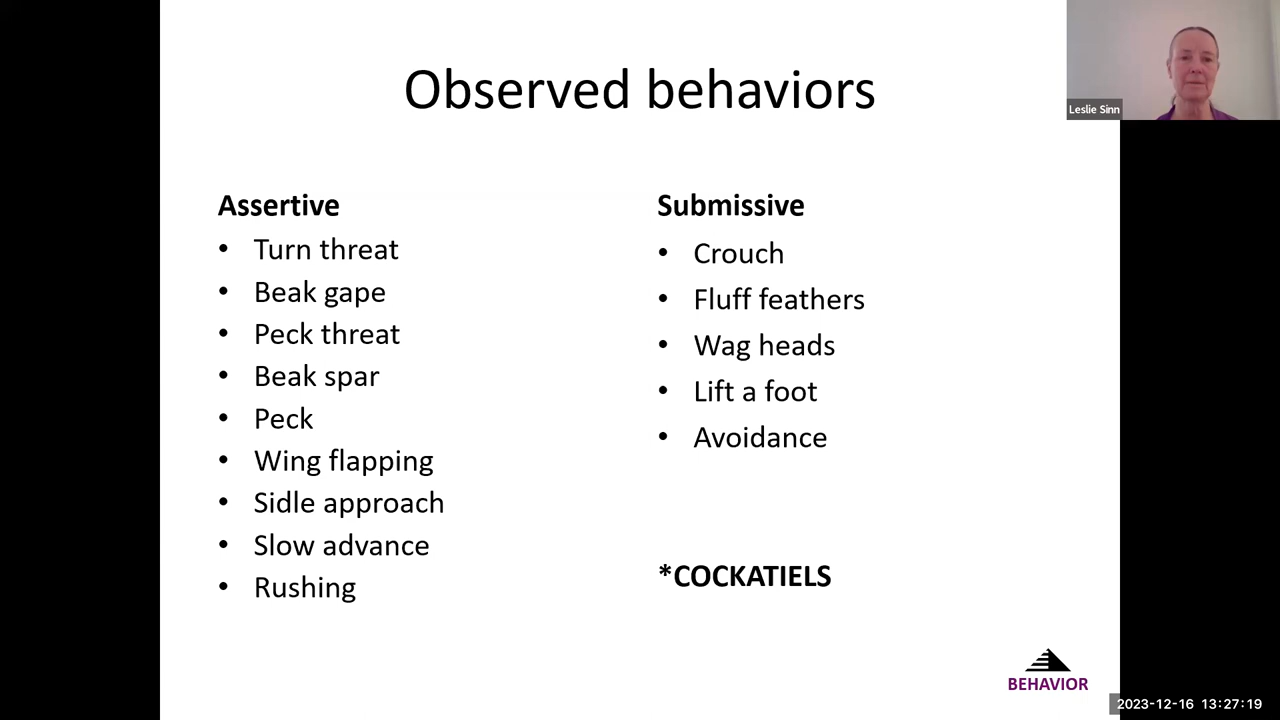 Observed behaviors
Leslie Sinn
Assertive
• Turn threat
• Beak gape
• Peck threat
• Beak spar
• Peck
• Wing flapping
• Sidle approach
• Slow advance
• Rushing
Submissive
• Crouch
• Fluff feathers
• Wag heads
• Lift a foot
• Avoidance
*COCKATIELS
BEHAVIOR
2023-12-16 13:27:19